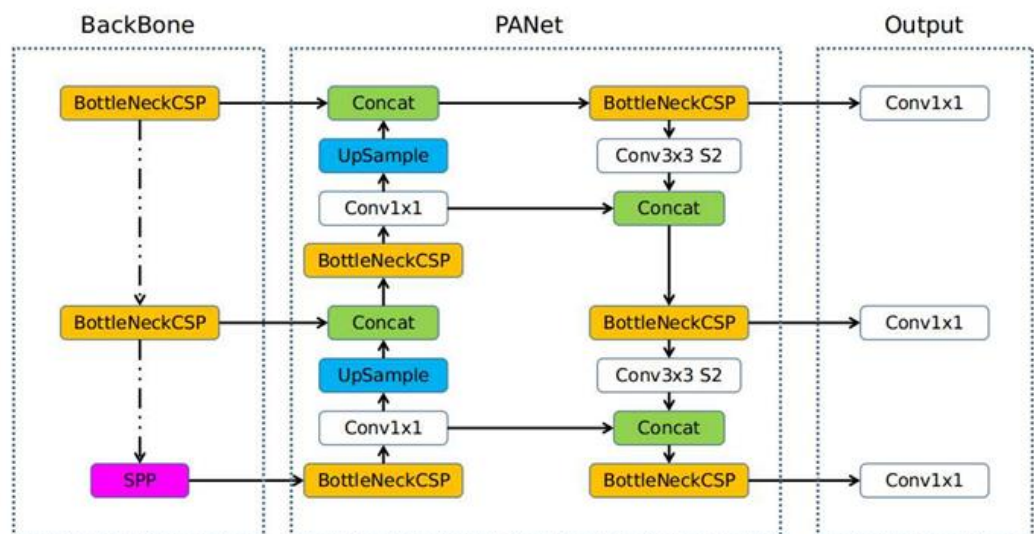 BackBone
PANet
Output
BottleNeckCSP
Concat
BottleNeckCSP
Conv1x1
UpSample
Conv3x3 S2
Conv1x1
Concat
BottleNeckCSP
BottleNeckCSP
Concat
BottleNeckCSP
Conv1x1
UpSample
Conv3x3 S2
Conv1x1
Concat
SPP
BottleNeckCSP
BottleNeckCSP
Conv1x1